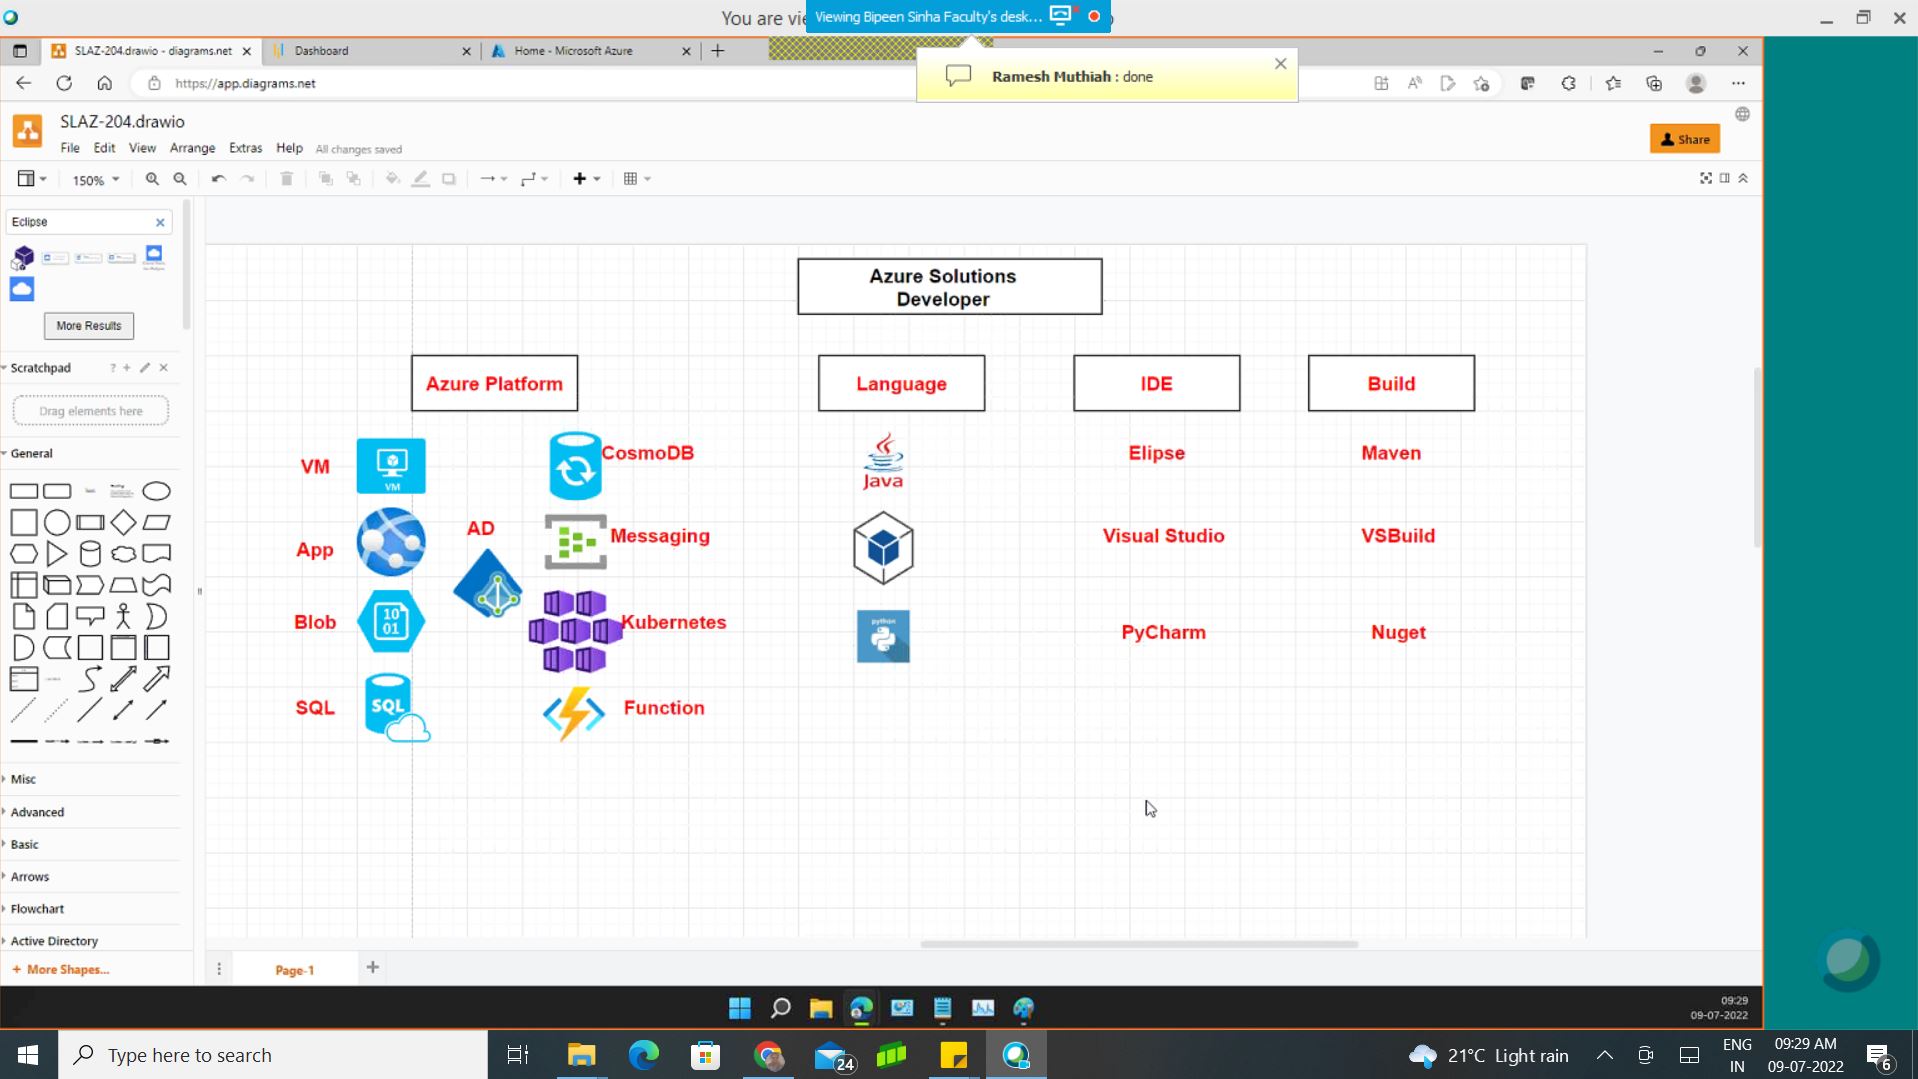 You are vie
Viewing Bipeen Sinha Faculty's desk...
SLAZ-204.drawio - diagrams.net
Dashboard
Home - Microsoft Azure
Ramesh Muthiah : done
https://app.diagrams.net
SLAZ-204.drawio
File Edit View Arrange Extras Help All changes saved
Share
150%
Eclipse
More Results
Scratchpad
Drag elements here
General
Misc
Advanced
Basic
Arrows
Flowchart
Active Directory
+ More Shapes...
Azure Solutions
Developer
Azure Platform
Language
IDE
Build
VM
VM
CosmoDB
Java
Elipse
Maven
App
AD
Messaging
Visual Studio
VSBuild
Blob
10
01
Kubernetes
python
PyCharm
Nuget
SQL
SQL
Function
Page-1
09:29
09-07-2022
Type here to search
24
21°C Light rain
ENG
IN
09:29 AM
09-07-2022
6